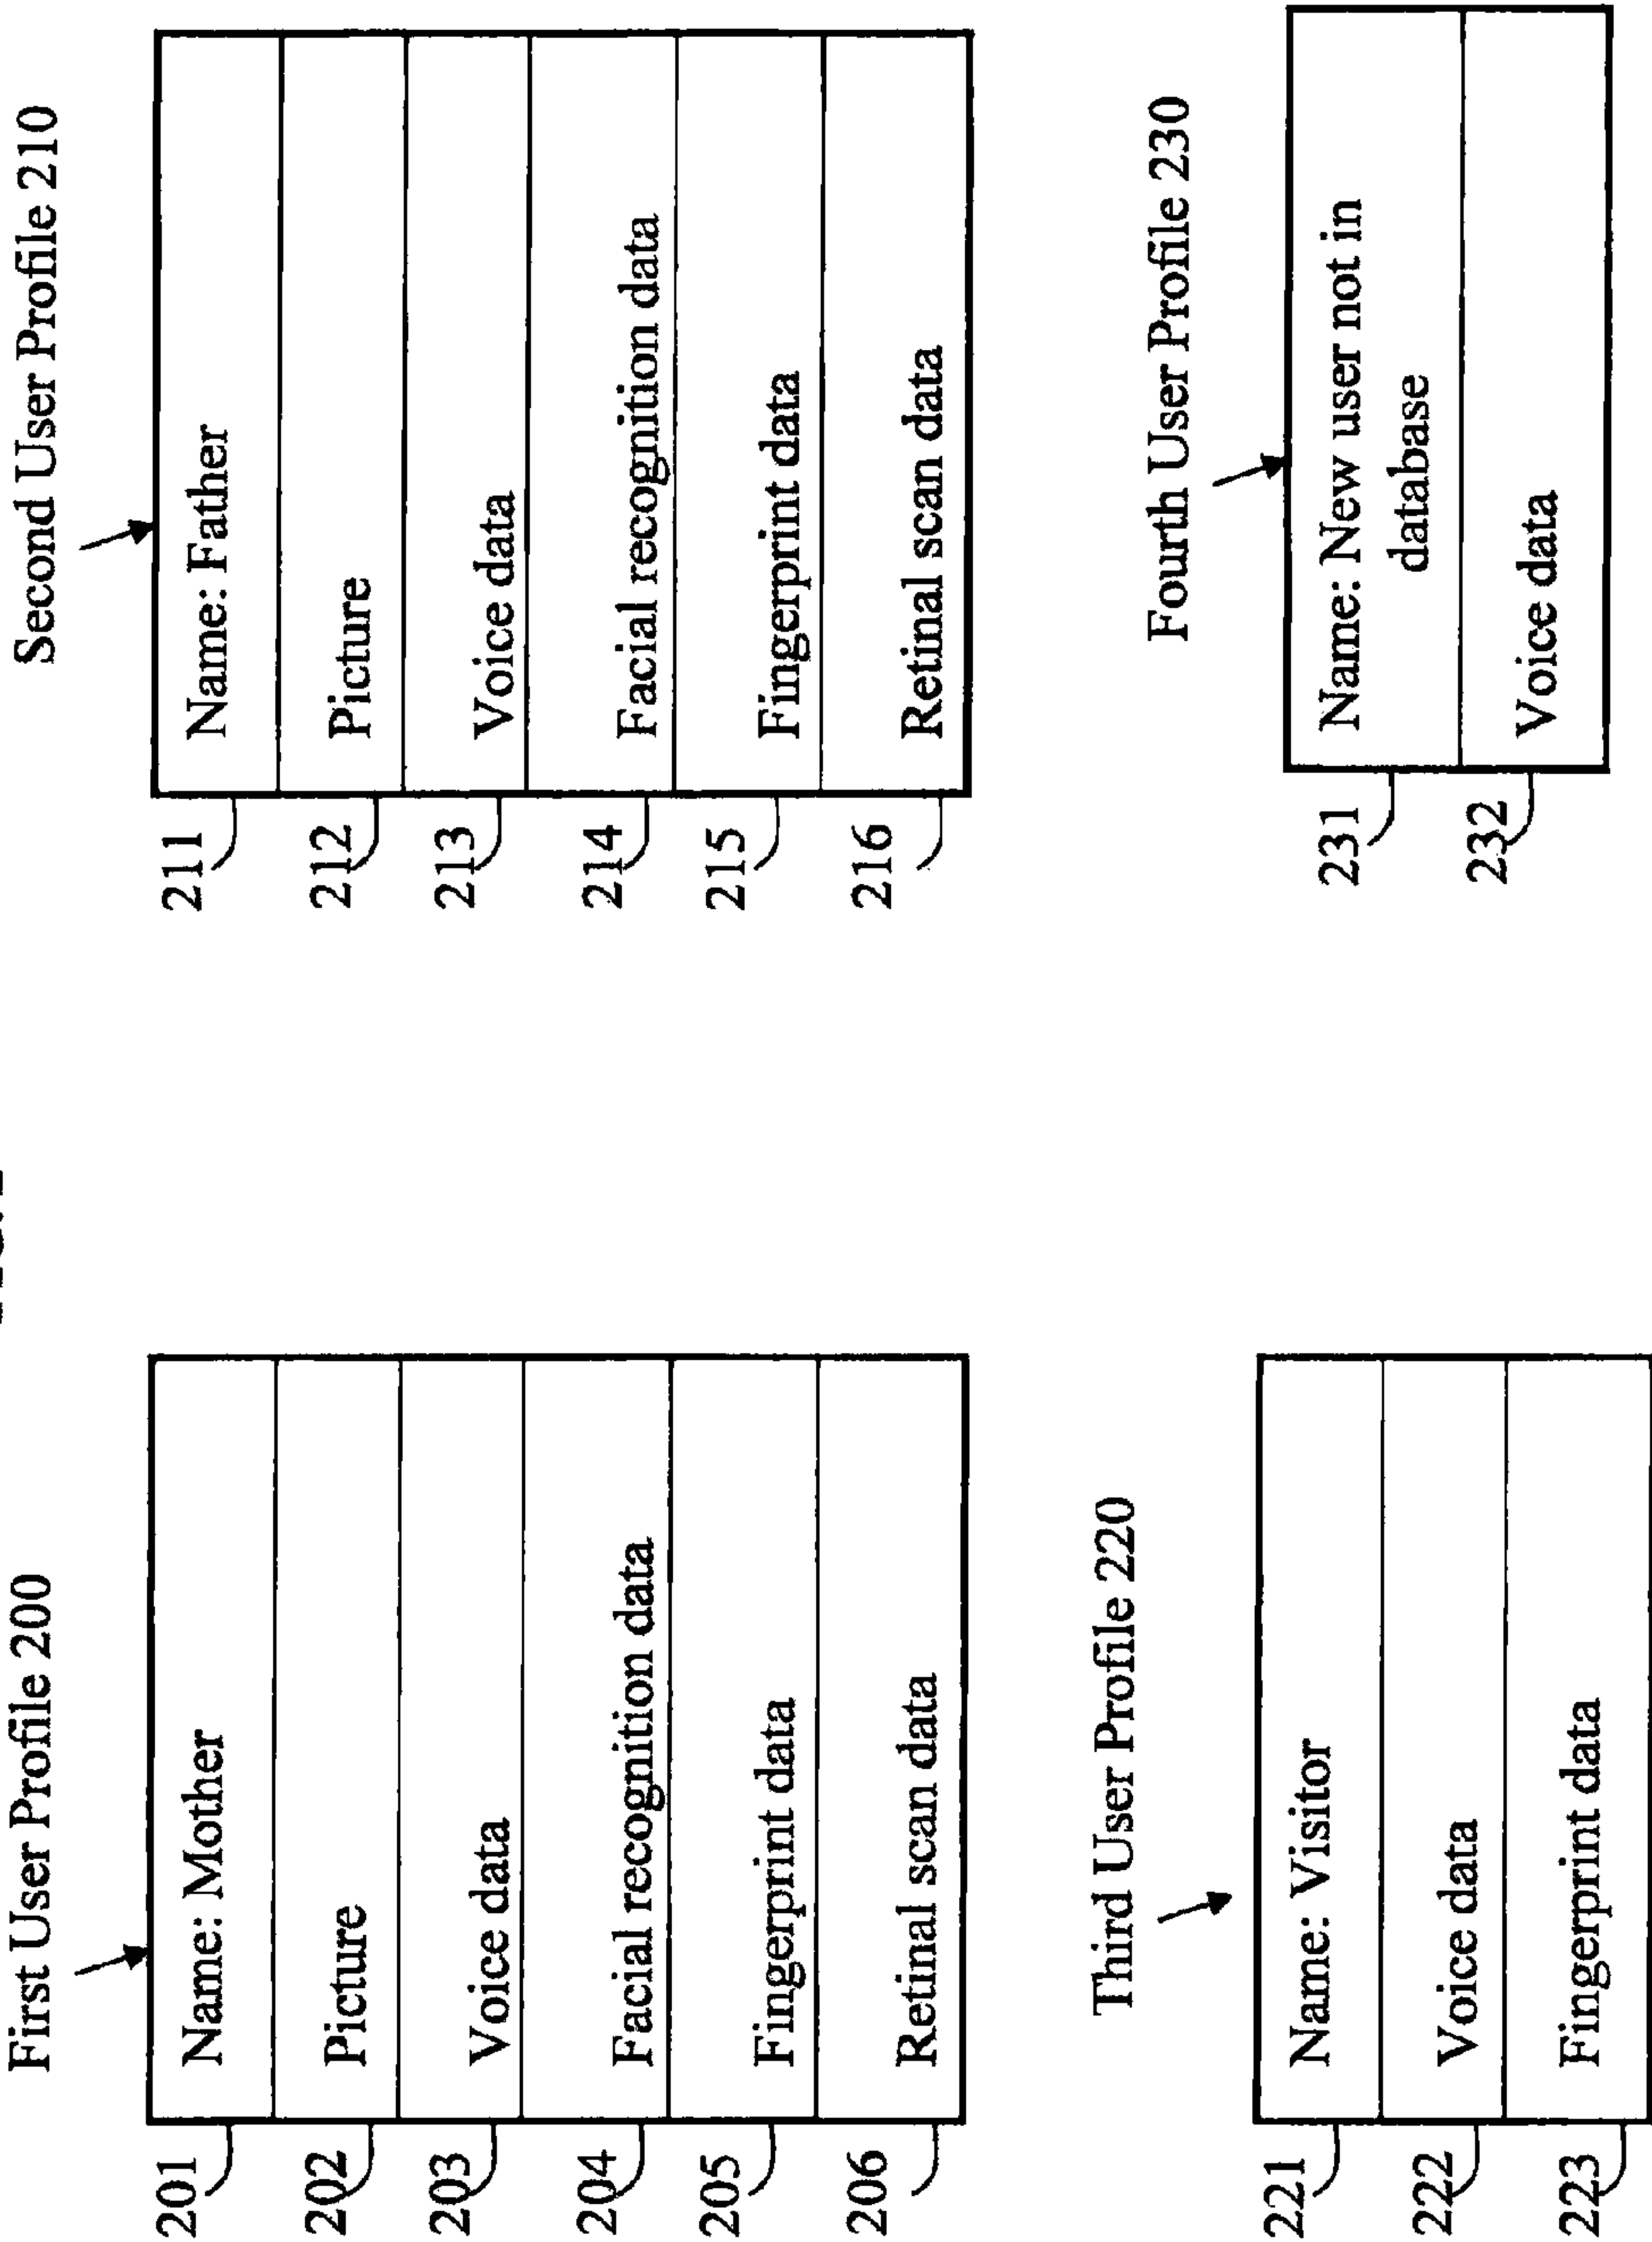 First User Profile 200
201
Name: Mother
202
Picture
203
Voice data
204
Facial recognition data
205
Fingerprint data
206
Retinal scan data
Second User Profile 210
211
Name: Father
212
Picture
213
Voice data
214
Facial recognition data
215
Fingerprint data
216
Retinal scan data
Third User Profile 220
221
Name: Visitor
222
Voice data
223
Fingerprint data
Fourth User Profile 230
231
Name: New user not in
database
232
Voice data